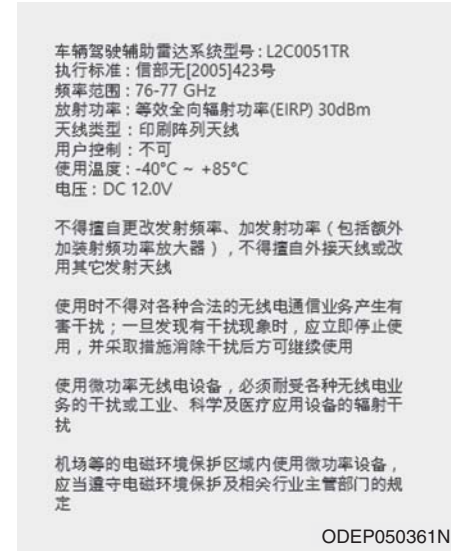 车辆驾驶辅助雷达系统型号：L2C0051TR
执行标准：信部无[2005]423号
频率范围：76-77 GHz
放射功率：等效全向辐射功率(EIRP) 30dBm
天线类型：印刷阵列天线
用户控制：不可
使用温度：-40°C ~ +85°C
电压：DC 12.0V
不得擅自更改发射频率、加发射功率（包括额外
加装射频功率放大器），不得擅自外接天线或改
用其它发射天线
使用时不得对各种合法的无线电通信业务产生有
害干扰；一旦发现有干扰现象时，应立即停止使
用，并采取措施消除干扰后方可继续使用
使用微功率无线电设备，必须耐受各种无线电业
务的干扰或工业、科学及医疗应用设备的辐射干
扰
机场等的电磁环境保护区域内使用微功率设备，
应当遵守电磁环境保护及相关行业主管部门的规
定
ODEP050361N